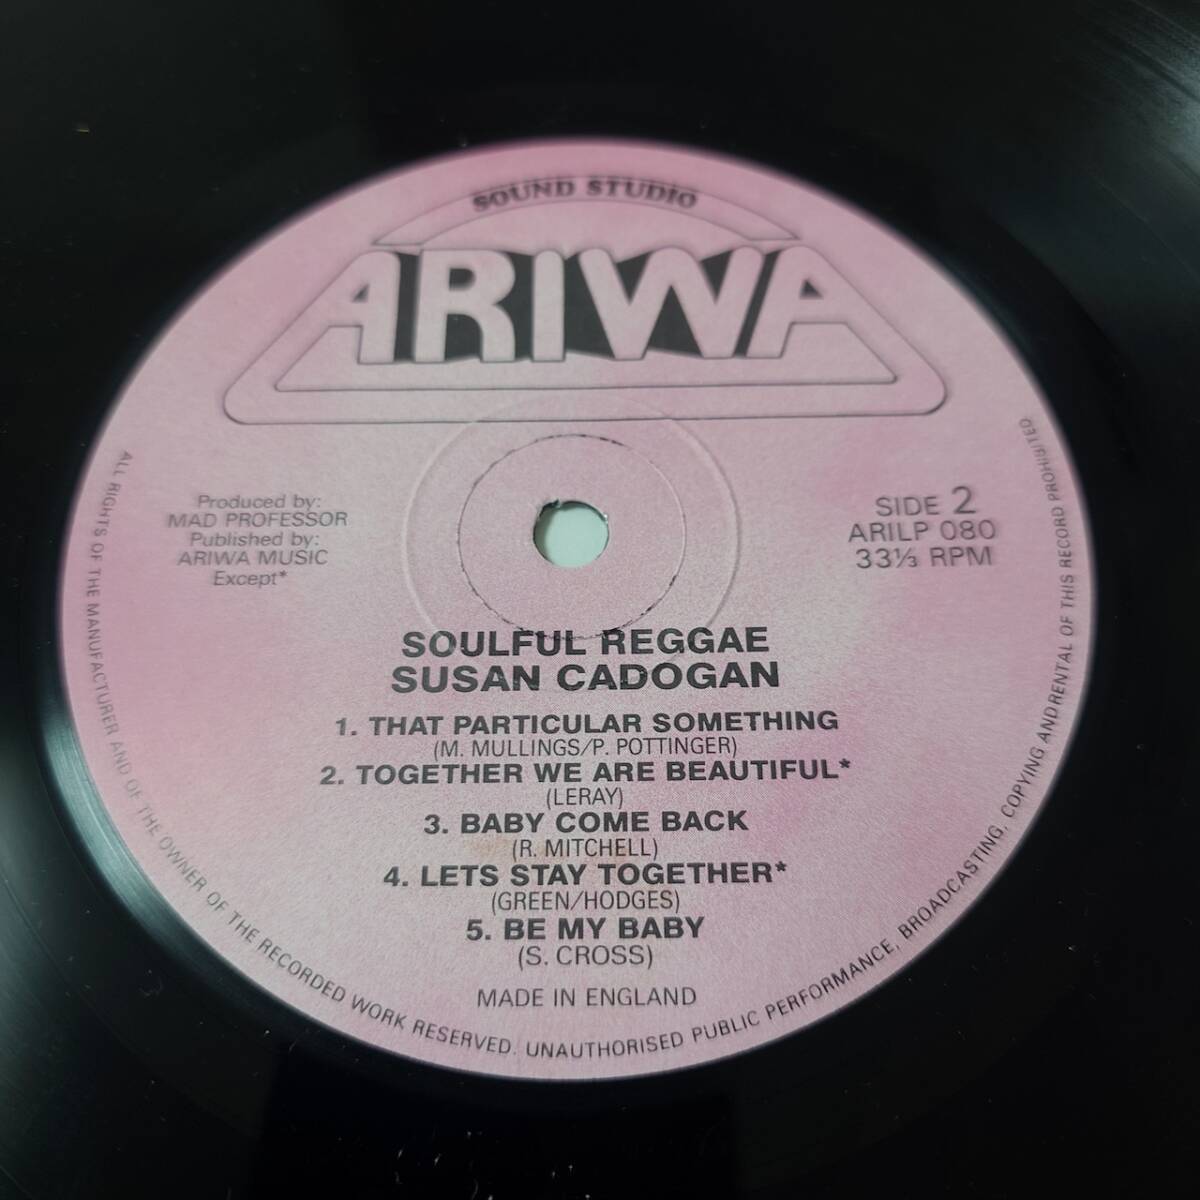 SOUND STUDIO
ARIWA
Produced by:
MAD PROFESSOR
Published by:
ARIWA MUSIC
Except*
SIDE 2
ARILP 080
33⅓ RPM
SOULFUL REGGAE
SUSAN CADOGAN
1. THAT PARTICULAR SOMETHING
(M. MULLINGS/P. POTTINGER)
2. TOGETHER WE ARE BEAUTIFUL*
(LERAY)
3. BABY COME BACK
(R. MITCHELL)
4. LETS STAY TOGETHER*
(GREEN/HODGES)
5. BE MY BABY
(S. CROSS)
MADE IN ENGLAND
ALL RIGHTS OF THE MANUFACTURER AND OF THE OWNER OF THE RECORDED WORK RESERVED. UNAUTHORISED PUBLIC PERFORMANCE, BROADCASTING, COPYING ANDRENTAL OF THIS RECORD PROHIBITED